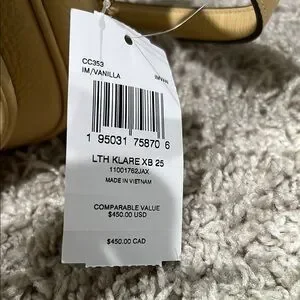 CC353
IM/VANILLA
1 95031 75870 6
LTH KLARE XB 25
11001762JAX
MADE IN VIETNAM
COMPARABLE VALUE
$450.00 USD
$450.00 CAD